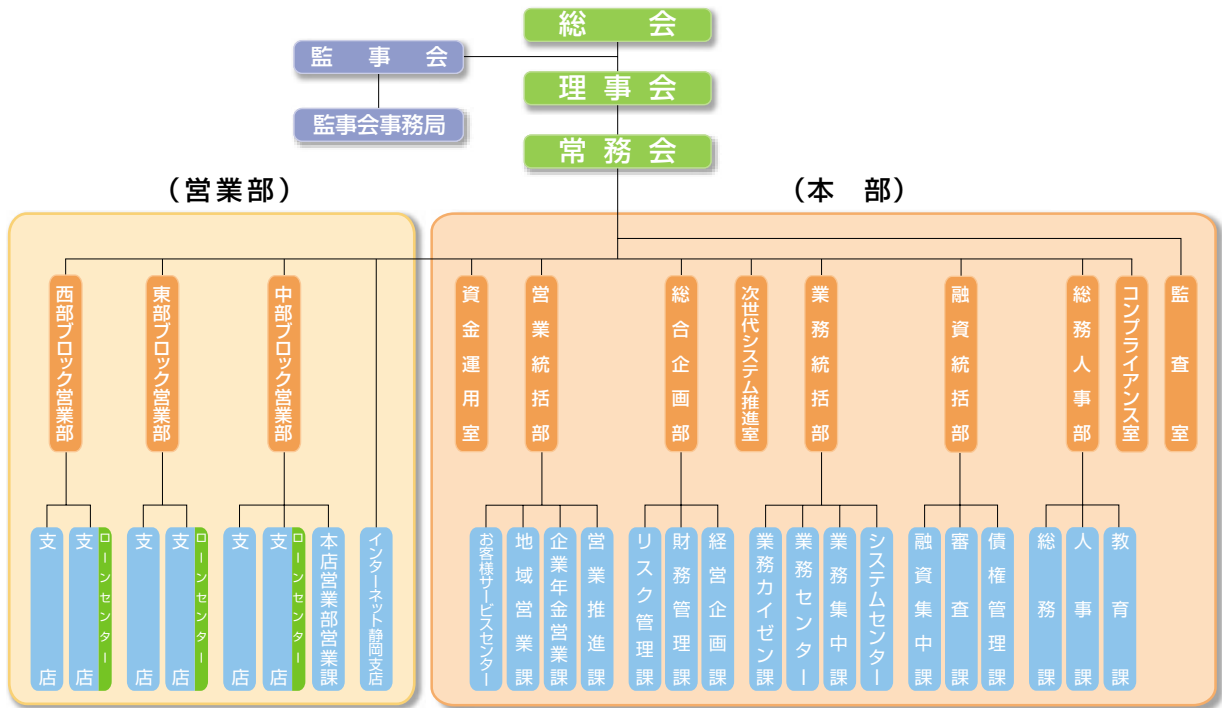 総会
監事会
理事会
監事会事務局
常務会
（営業部）
（本部）
西部ブロック営業部
東部ブロック営業部
中部ブロック営業部
資金運用室
営業統括部
総合企画部
次世代システム推進室
業務統括部
融資統括部
総務人事部
コンプライアンス室
監査室
支店
支店
ローンセンター
支店
支店
ローンセンター
支店
支店
ローンセンター
本店営業部営業課
インターネット静岡支店
お客様サービスセンター
地域営業課
企業年金営業課
営業推進課
リスク管理課
財務管理課
経営企画課
業務カイゼン課
業務センター
業務集中課
システムセンター
融資集中課
審査課
債権管理課
総務課
人事課
教育課